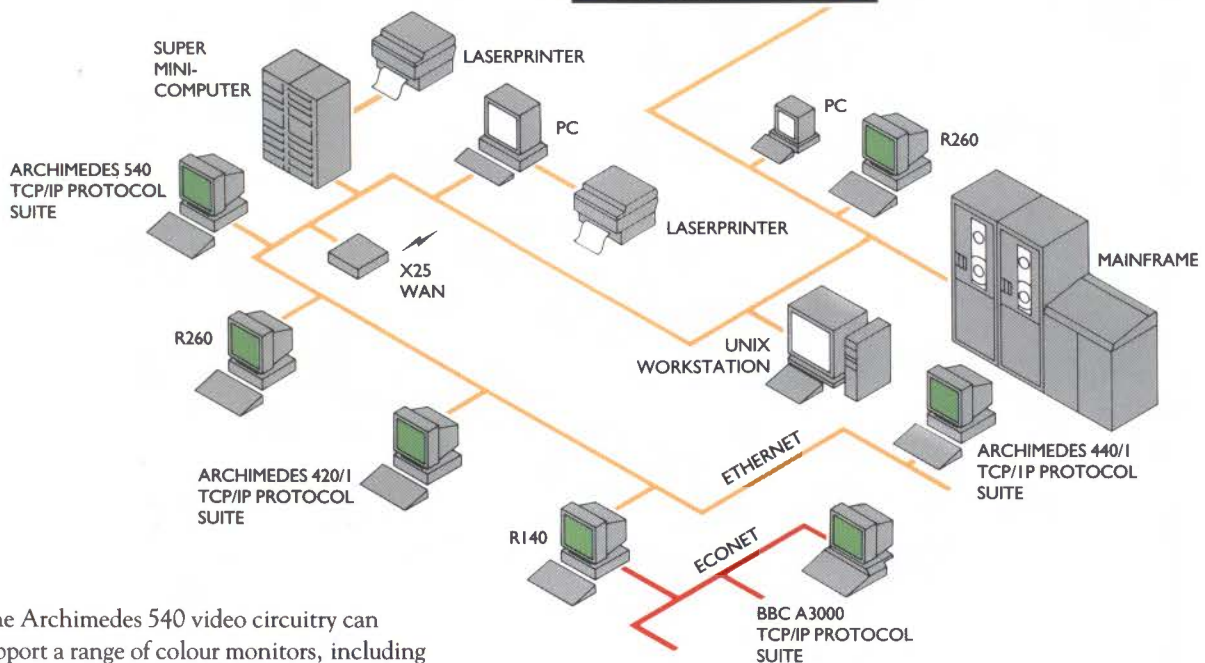 SUPER
MINI-
COMPUTER
LASERPRINTER
PC
PC
R260
ARCHIMEDES 540
TCP/IP PROTOCOL
SUITE
LASERPRINTER
X25
WAN
MAINFRAME
R260
UNIX
WORKSTATION
ARCHIMEDES 420/1
TCP/IP PROTOCOL
SUITE
ETHERNET
ARCHIMEDES 440/1
TCP/IP PROTOCOL
SUITE
R140
ECONET
BBC A3000
TCP/IP PROTOCOL
SUITE
Archimedes 540 video circuitry can
a range of colour monitors, including